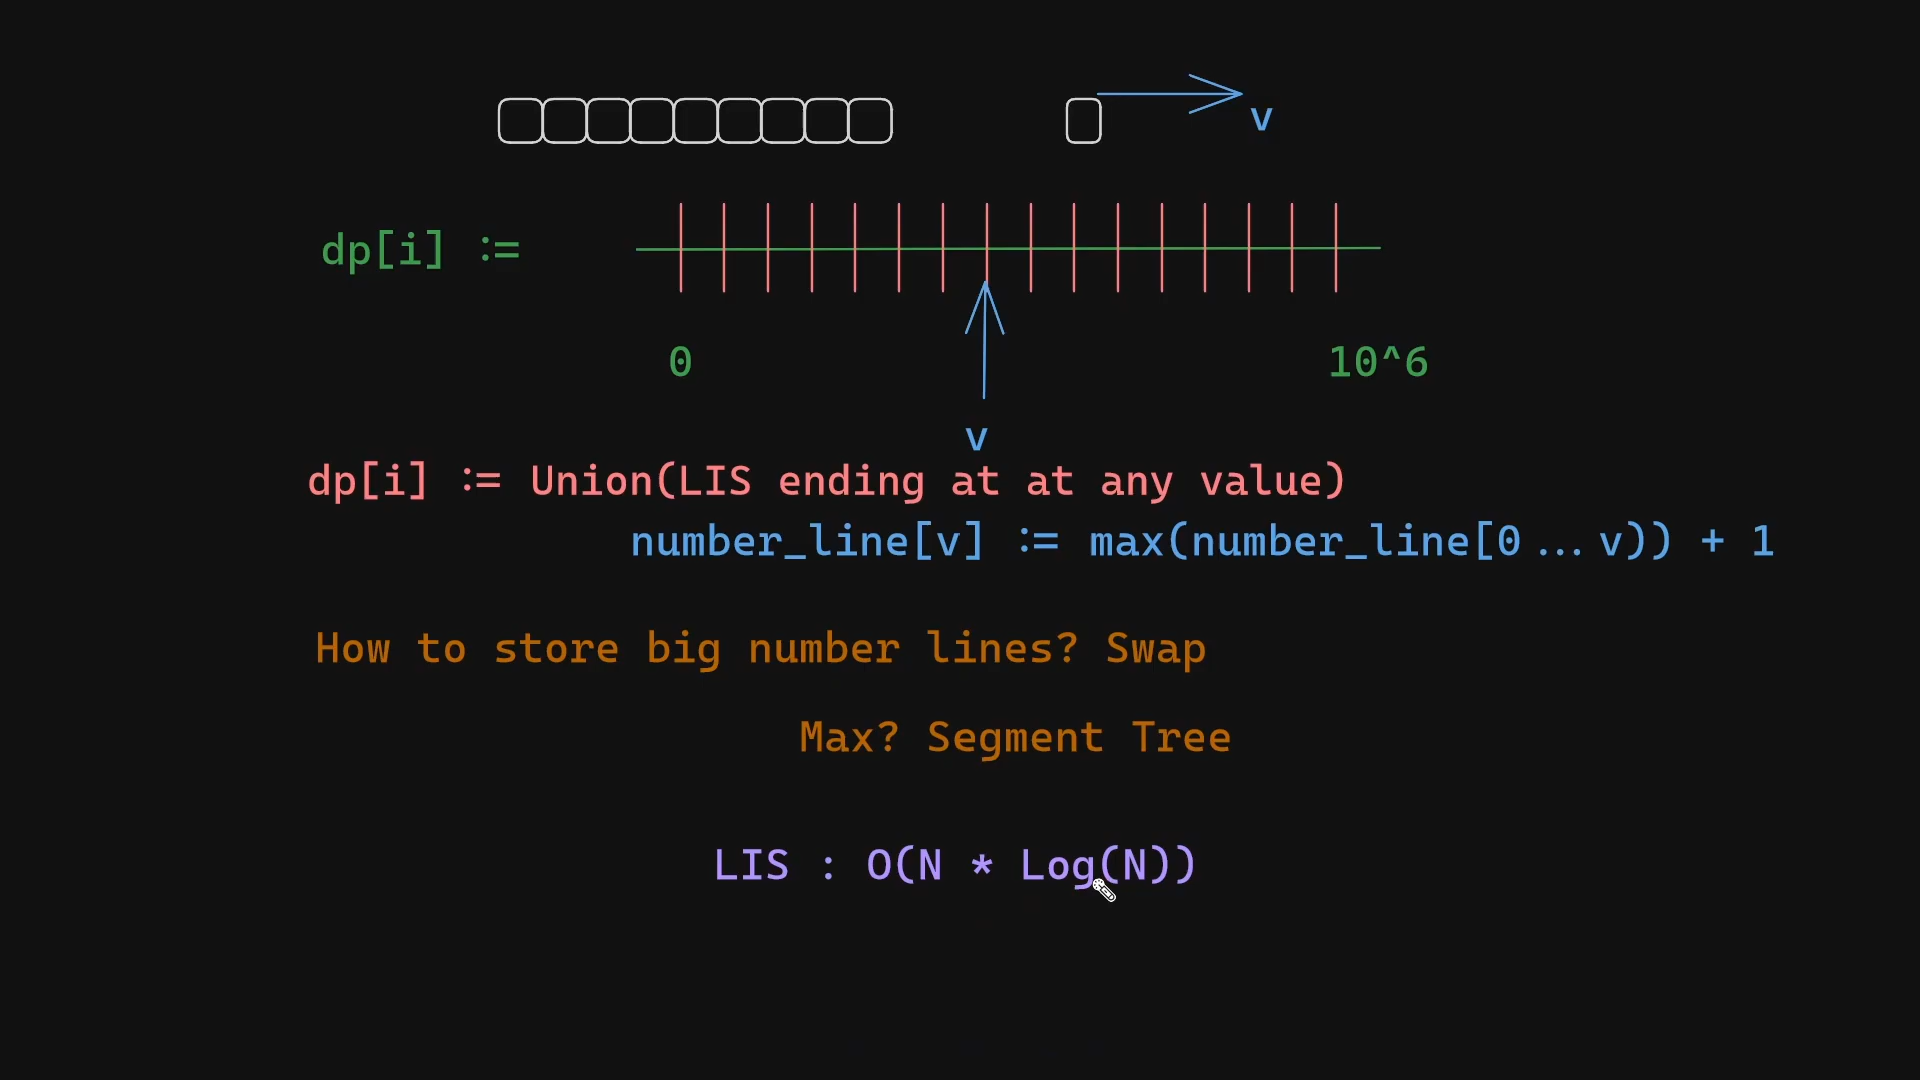 v
dp[i] :=
0 10^6
v
dp[i] := Union(LIS ending at at any value)
number_line[v] := max(number_line[0 ... v)) + 1
How to store big number lines? Swap
Max? Segment Tree
LIS : O(N * Log(N))